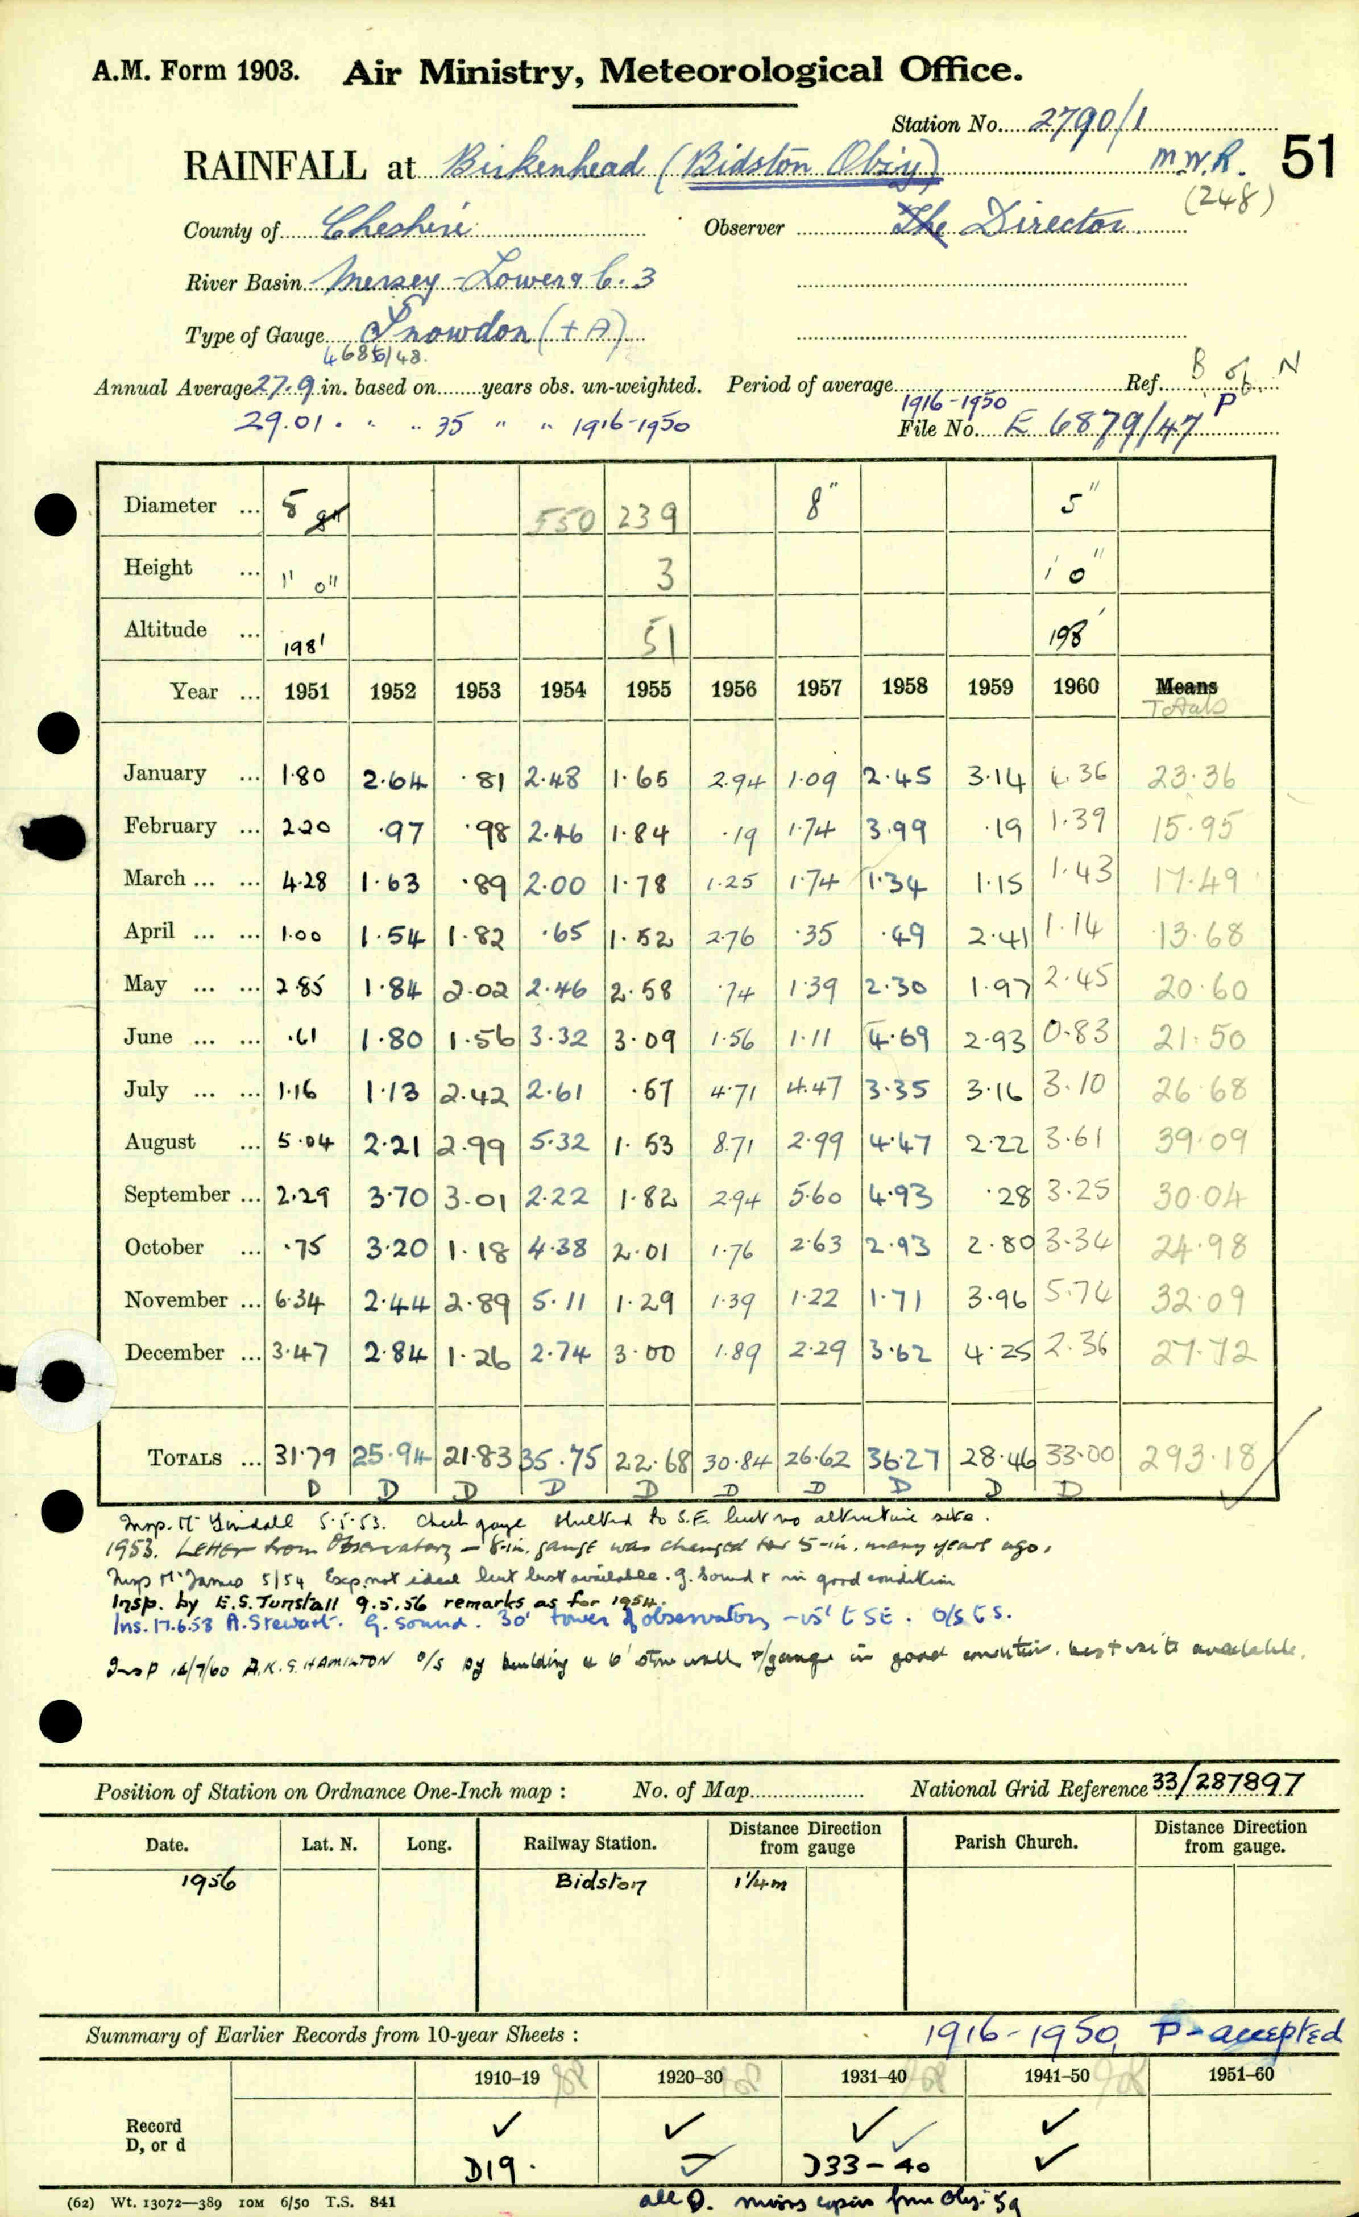 A.M. Form 1903. Air Ministry, Meteorological Office.
Station No. 2790/1
RAINFALL at Birkenhead (Bidston Obsy) M.W.R. 51
(248)
County of Cheshire Observer The Director
River Basin Mersey - Lower & C.3
Type of Gauge Snowdon (+A)
4685/48.
Annual Average 27.9 in. based on years obs. un-weighted. Period of average Ref. B of N
1916-1950 P
29.01 . " .. 35 " " 1916-1950 File No. E 6879/47
Diameter ... 5 8" 550 239 8" 5"
Height ... 1' 0" 3 1' 0"
Altitude ... 198' 51 198'
Year ... 1951 1952 1953 1954 1955 1956 1957 1958 1959 1960 Means
Totals
January ... 1.80 2.64 .81 2.48 1.65 2.94 1.09 2.45 3.14 4.36 23.36
February ... 2.20 .97 .98 2.46 1.84 .19 1.74 3.99 .19 1.39 15.95
March ... ... 4.28 1.63 .89 2.00 1.78 1.25 1.74 1.34 1.15 1.43 17.49
April ... ... 1.00 1.54 1.82 .65 1.52 2.76 .35 .49 2.41 1.14 13.68
May ... ... 2.85 1.84 2.02 2.46 2.58 .74 1.39 2.30 1.97 2.45 20.60
June ... ... .61 1.80 1.56 3.32 3.09 1.56 1.11 4.69 2.93 0.83 21.50
July ... ... 1.16 1.13 2.42 2.61 .57 4.71 4.47 3.35 3.16 3.10 26.68
August ... 5.04 2.21 2.99 5.32 1.53 8.71 2.99 4.47 2.22 3.61 39.09
September ... 2.29 3.70 3.01 2.22 1.82 2.94 5.60 4.93 .28 3.25 30.04
October ... .75 3.20 1.18 4.38 2.01 1.76 2.63 2.93 2.80 3.34 24.98
November ... 6.34 2.44 2.89 5.11 1.29 1.39 1.22 1.71 3.96 5.74 32.09
December ... 3.47 2.84 1.26 2.74 3.00 1.89 2.29 3.62 4.25 2.36 27.72
TOTALS ... 31.79 25.94 21.83 35.75 22.68 30.84 26.62 36.27 28.46 33.00 293.18
D D D D D D D D D D
Insp. Mr Tindall 5.5.53. Check gauge sheltered to S.E. but no alternative site.
1953. Letter from Observatory - 8-in. gauge was changed for 5-in. many years ago.
Insp Mr James 5/54 Exp. not ideal but best available. G. Sound & in good condition
Insp. by E.S. Tunstall 9.5.56 remarks as for 1954.
Ins. 17.6.58 A. Stewart. G. Sound. 30' tower of observatory - 25' ESE. O/S ES.
Insp 12/7/60 A.K.G. HAMILTON O/S by building & 6' stone wall gauge in good condition. best site available.
Position of Station on Ordnance One-Inch map : No. of Map National Grid Reference 33/287897
Date. Lat. N. Long. Railway Station. Distance Direction from gauge Parish Church. Distance Direction from gauge.
1956 Bidston 1¼m
Summary of Earlier Records from 10-year Sheets : 1916-1950 P-accepted
1910–19 1920–30 1931–40 1941–50 1951–60
Record ✓ ✓ ✓ ✓
D, or d D19. ✓ D33-40 ✓
(62) Wt. 13072—389 10M 6/50 T.S. 841 all D. copies from Obsy. 59